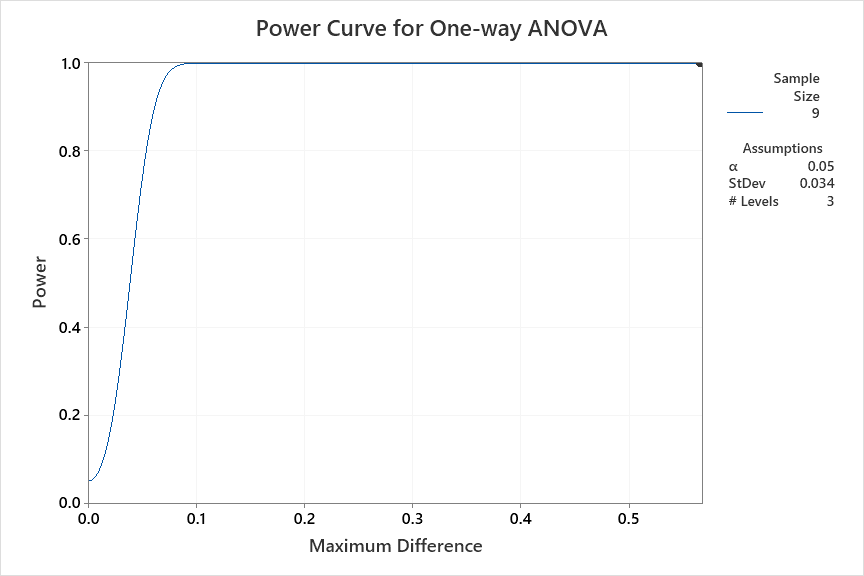 Power Curve for One-way ANOVA
1.0
0.8
0.6
0.4
0.2
0.0
Power
0.0 0.1 0.2 0.3 0.4 0.5
Maximum Difference
Sample
Size
9
Assumptions
α 0.05
StDev 0.034
# Levels 3